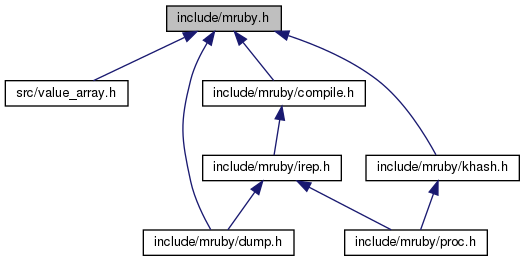 include/mruby.h
src/value_array.h
include/mruby/compile.h
include/mruby/irep.h
include/mruby/khash.h
include/mruby/dump.h
include/mruby/proc.h